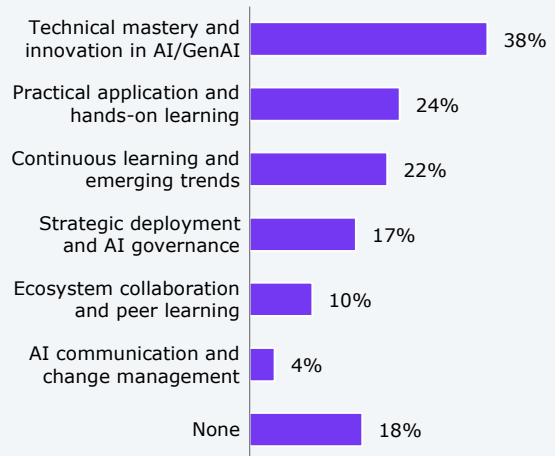 Technical mastery and
innovation in AI/GenAI
38%
Practical application and
hands-on learning
24%
Continuous learning and
emerging trends
22%
Strategic deployment
and AI governance
17%
Ecosystem collaboration
and peer learning
10%
AI communication and
change management
4%
None
18%